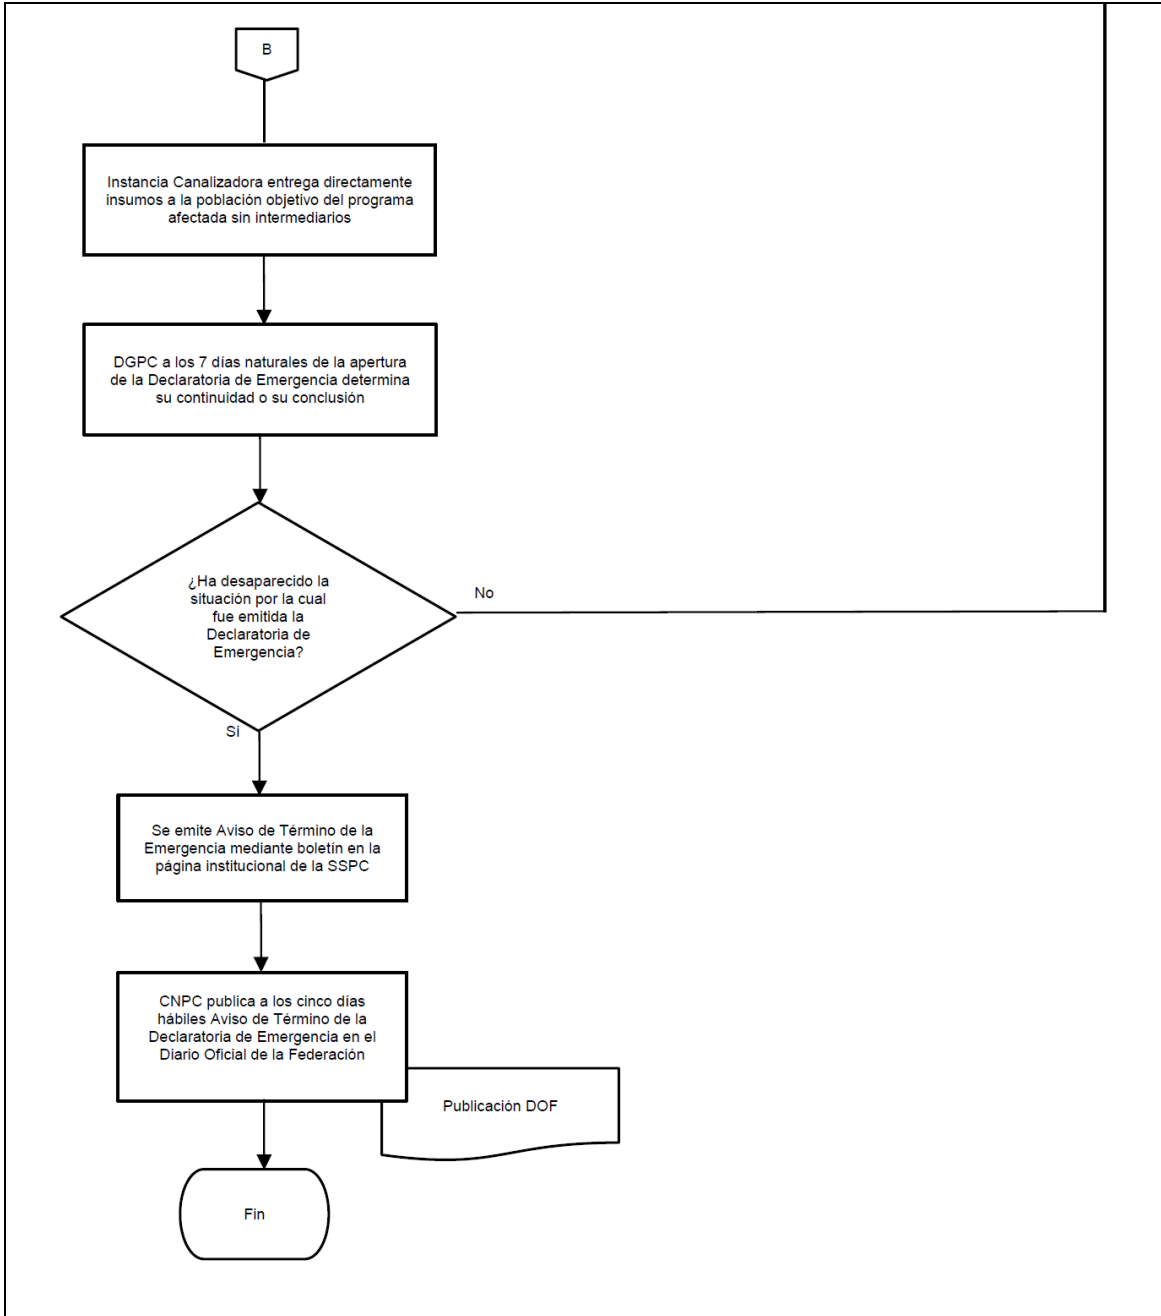 B
Instancia Canalizadora entrega directamente
insumos a la población objetivo del programa
afectada sin intermediarios
DGPC a los 7 días naturales de la apertura
de la Declaratoria de Emergencia determina
su continuidad o su conclusión
¿Ha desaparecido la
situación por la cual
fue emitida la
Declaratoria de
Emergencia?
No
Si
Se emite Aviso de Término de la
Emergencia mediante boletín en la
página institucional de la SSPC
CNPC publica a los cinco días
hábiles Aviso de Término de la
Declaratoria de Emergencia en el
Diario Oficial de la Federación
Publicación DOF
Fin